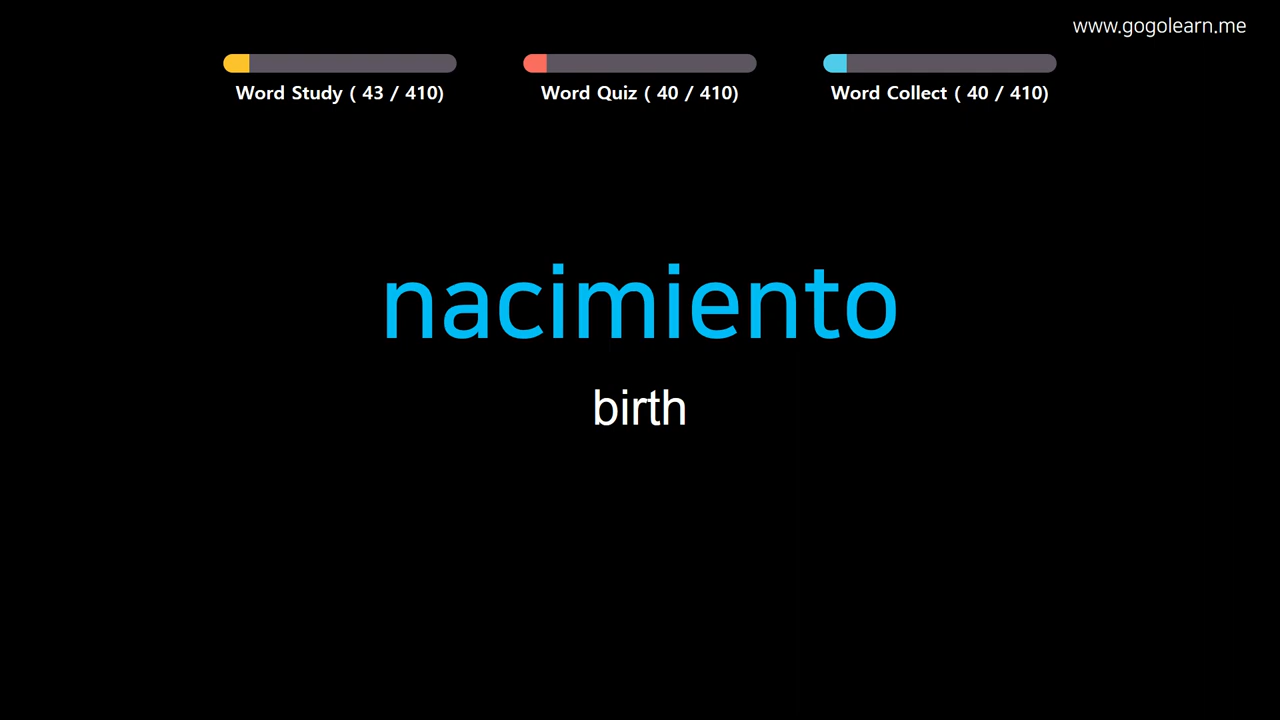 www.gogolearn.me
Word Study ( 43 / 410)
Word Quiz ( 40 / 410)
Word Collect ( 40 / 410)
nacimiento
birth